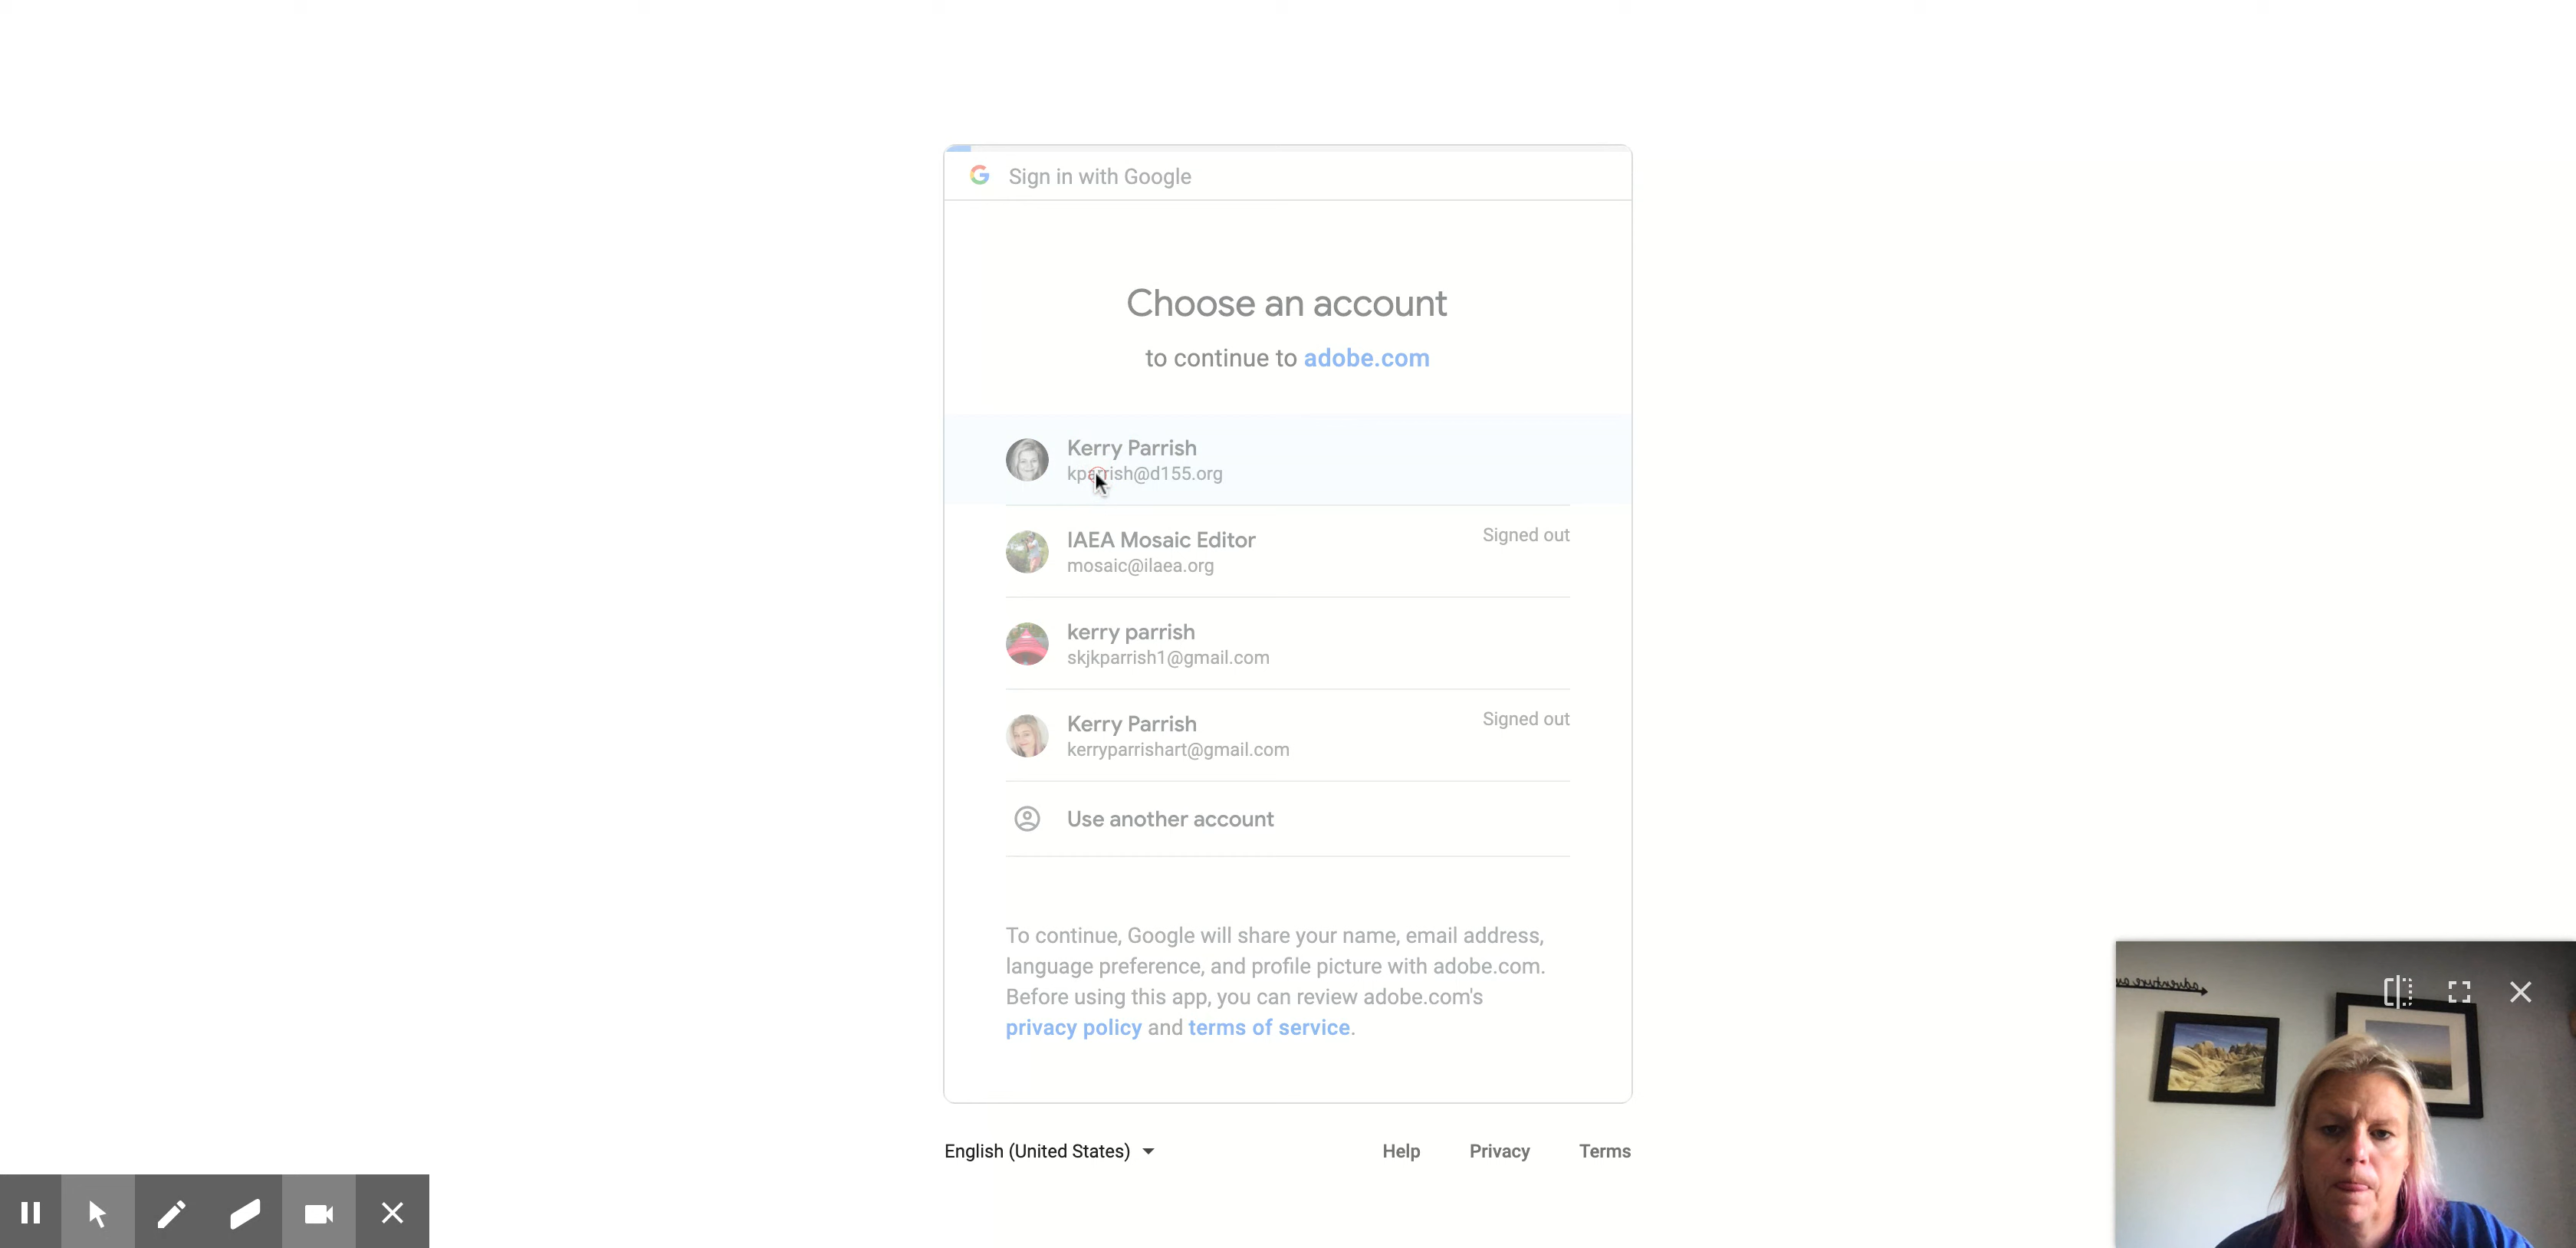 Sign in with Google
Choose an account
to continue to adobe.com
Kerry Parrish
kparrish@d155.org
IAEA Mosaic Editor
Signed out
mosaic@ilaea.org
kerry parrish
skjkparrish1@gmail.com
Kerry Parrish
Signed out
kerryparrishart@gmail.com
Use another account
To continue, Google will share your name, email address,
language preference, and profile picture with adobe.com.
Before using this app, you can review adobe.com's
privacy policy and terms of service.
English (United States)
Help Privacy Terms